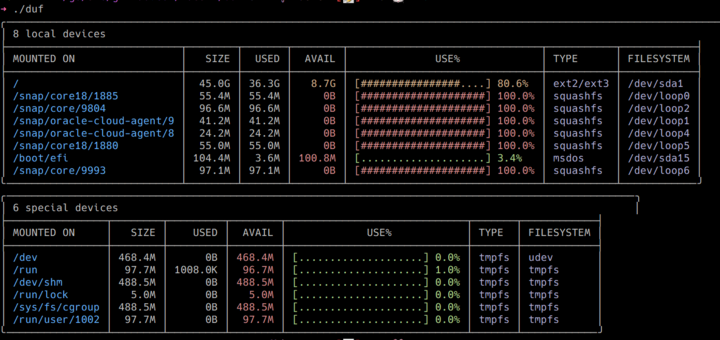 ➜ ./duf
8 local devices
MOUNTED ON SIZE USED AVAIL USE% TYPE FILESYSTEM
/ 45.0G 36.3G 8.7G [################....] 80.6% ext2/ext3 /dev/sda1
/snap/core18/1885 55.4M 55.4M 0B [####################] 100.0% squashfs /dev/loop0
/snap/core/9804 96.6M 96.6M 0B [####################] 100.0% squashfs /dev/loop2
/snap/oracle-cloud-agent/9 41.2M 41.2M 0B [####################] 100.0% squashfs /dev/loop1
/snap/oracle-cloud-agent/8 24.2M 24.2M 0B [####################] 100.0% squashfs /dev/loop4
/snap/core18/1880 55.0M 55.0M 0B [####################] 100.0% squashfs /dev/loop5
/boot/efi 104.4M 3.6M 100.8M [....................] 3.4% msdos /dev/sda15
/snap/core/9993 97.1M 97.1M 0B [####################] 100.0% squashfs /dev/loop6
6 special devices
MOUNTED ON SIZE USED AVAIL USE% TYPE FILESYSTEM
/dev 468.4M 0B 468.4M [....................] 0.0% tmpfs udev
/run 97.7M 1008.0K 96.7M [....................] 1.0% tmpfs tmpfs
/dev/shm 488.5M 0B 488.5M [....................] 0.0% tmpfs tmpfs
/run/lock 5.0M 0B 5.0M [....................] 0.0% tmpfs tmpfs
/sys/fs/cgroup 488.5M 0B 488.5M [....................] 0.0% tmpfs tmpfs
/run/user/1002 97.7M 0B 97.7M [....................] 0.0% tmpfs tmpfs